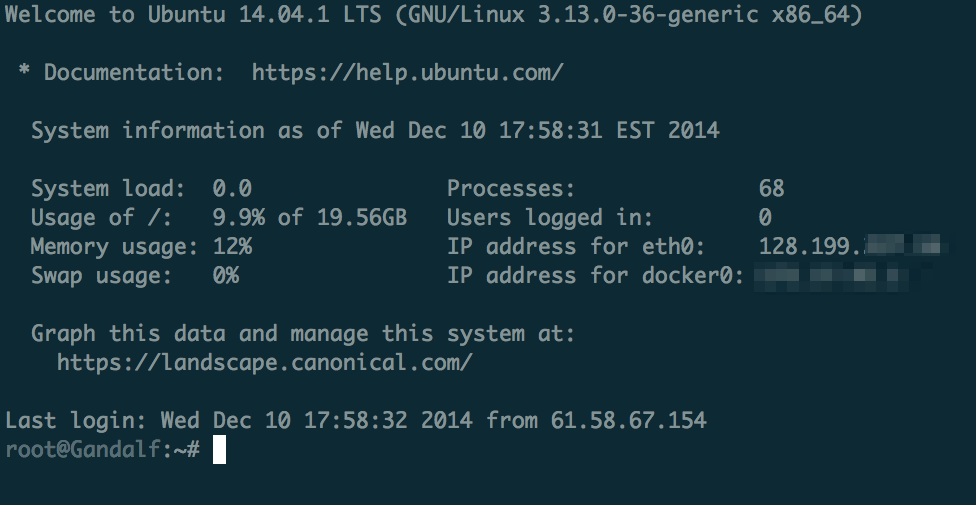 Welcome to Ubuntu 14.04.1 LTS (GNU/Linux 3.13.0-36-generic x86_64)
* Documentation:  https://help.ubuntu.com/
System information as of Wed Dec 10 17:58:31 EST 2014
System load:  0.0               Processes:              68
Usage of /:   9.9% of 19.56GB   Users logged in:        0
Memory usage: 12%               IP address for eth0:    128.199.
Swap usage:   0%                IP address for docker0:
Graph this data and manage this system at:
https://landscape.canonical.com/
Last login: Wed Dec 10 17:58:32 2014 from 61.58.67.154
root@Gandalf:~#